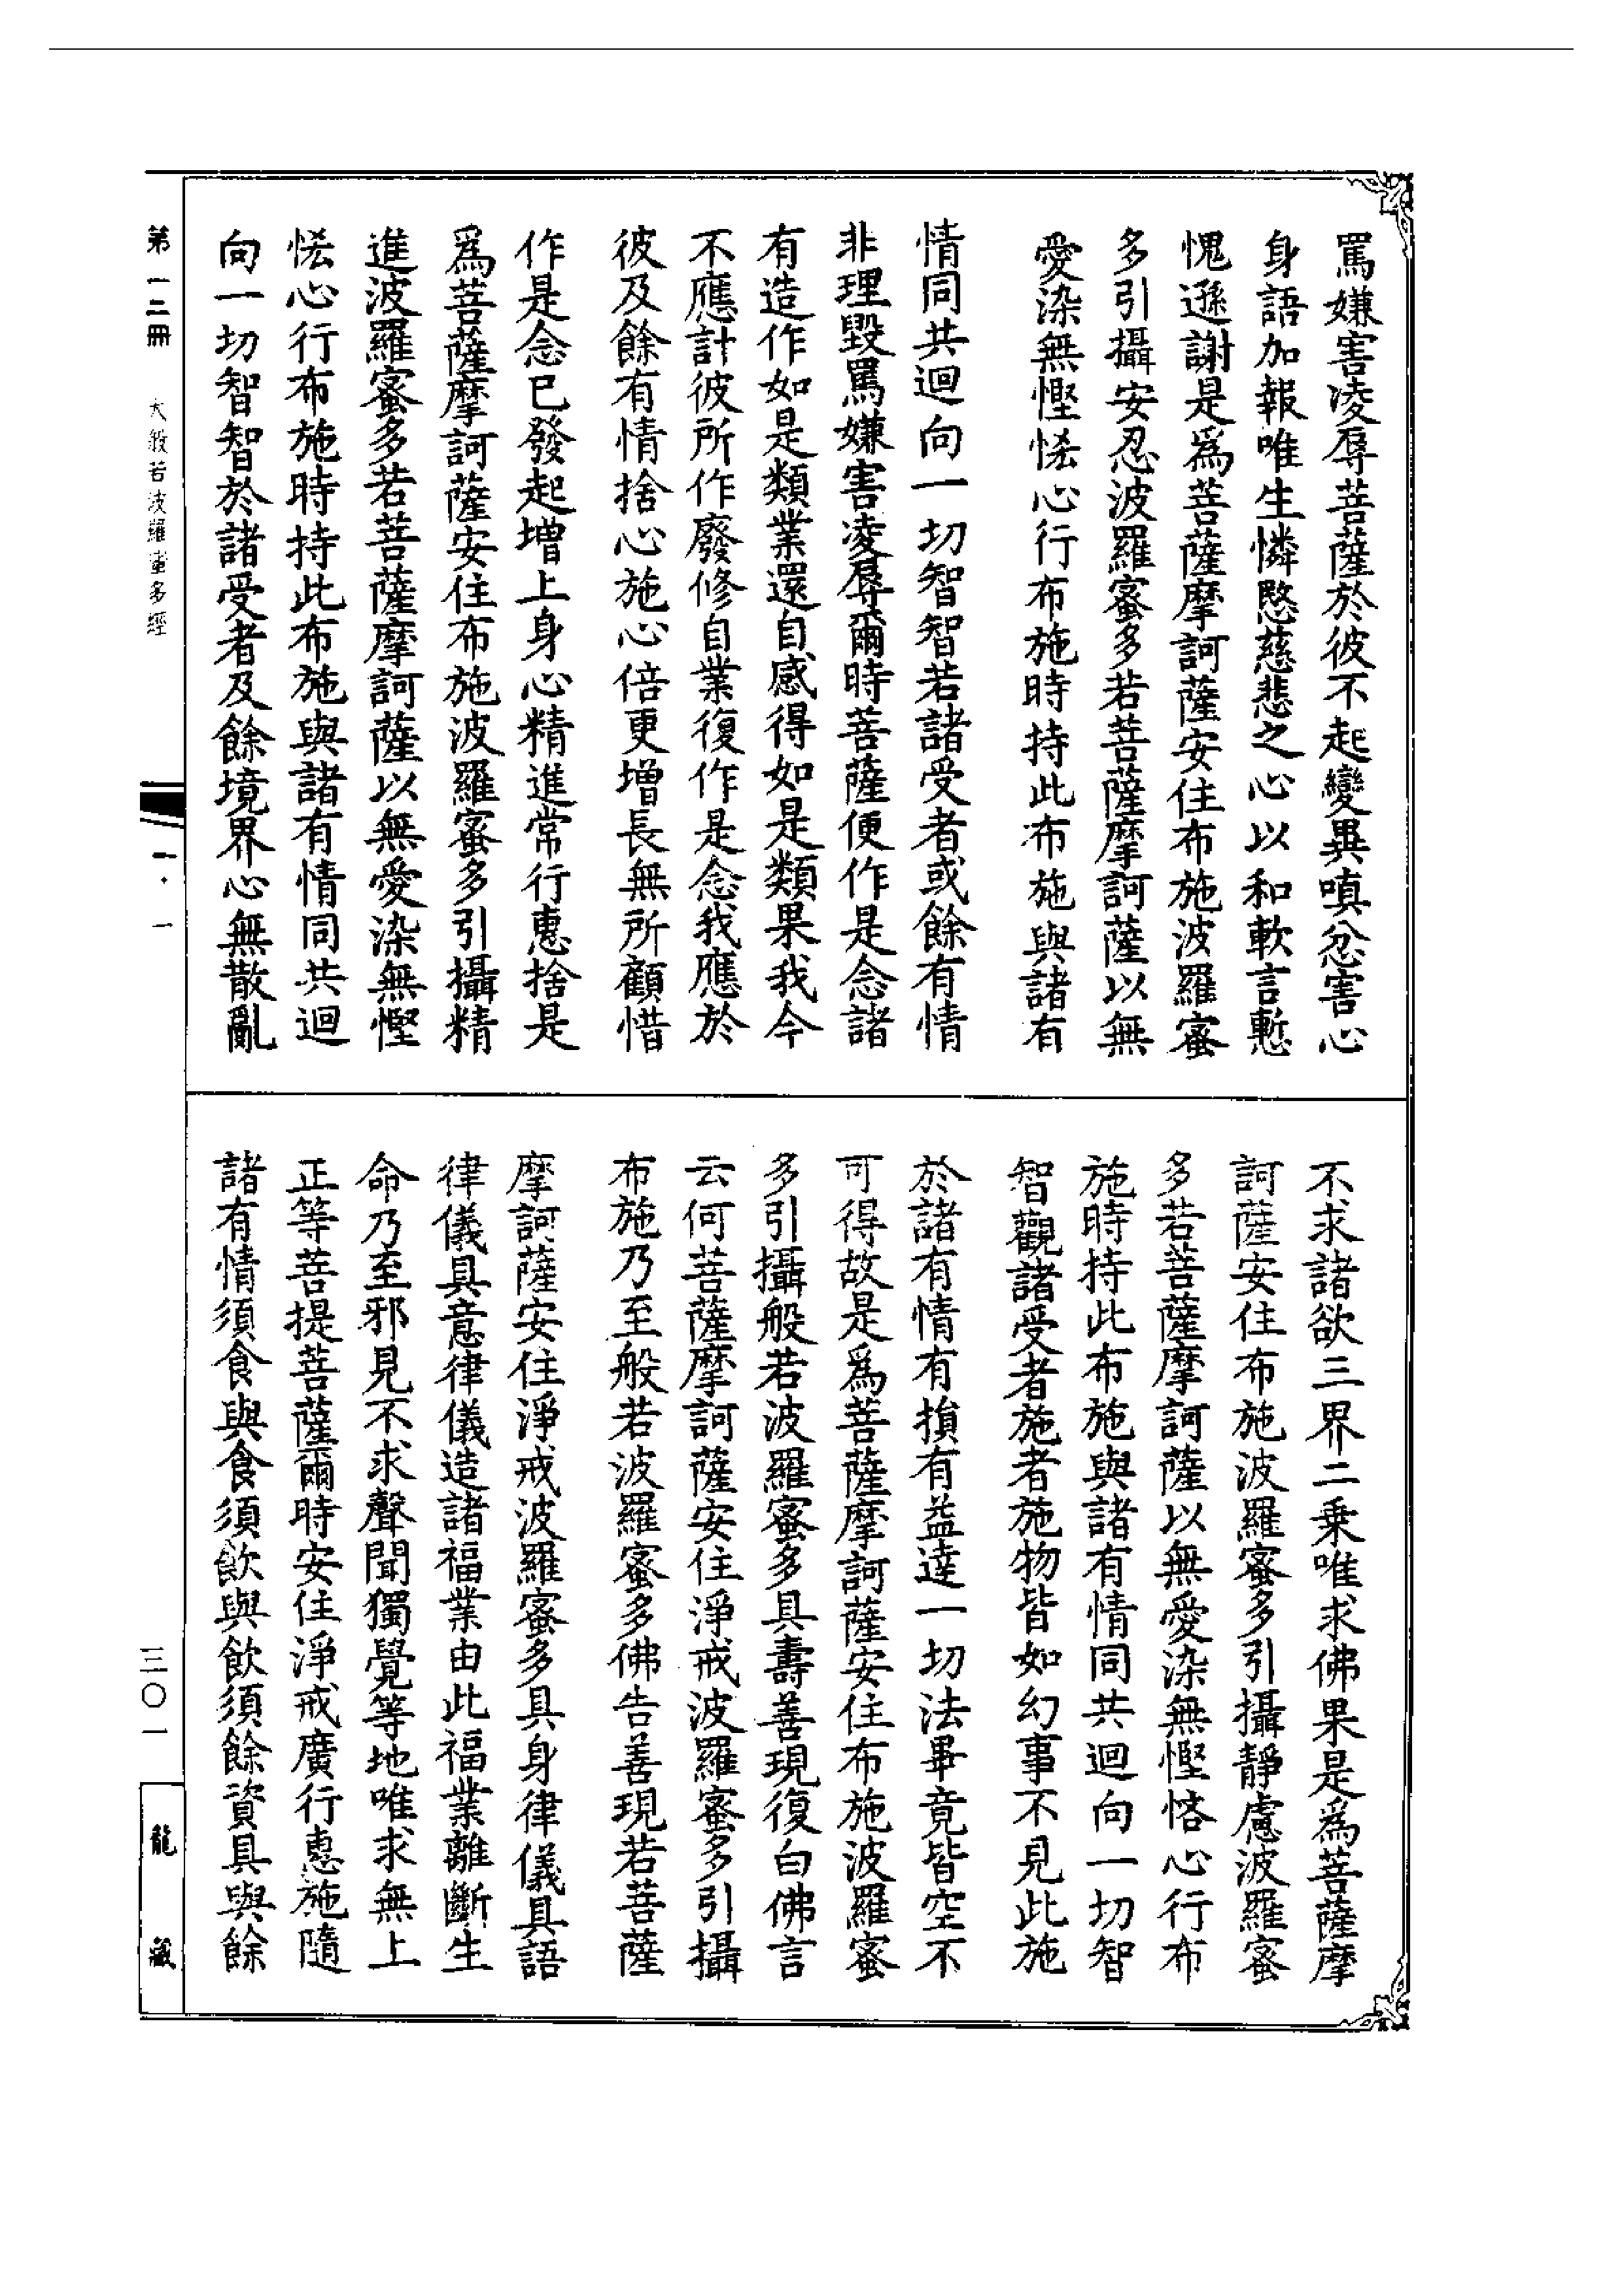 罵嫌害凌辱菩薩於彼不起變異嗔忿害心
身語加報唯生憐愍慈悲之心以和軟言慙
愧遜謝是爲菩薩摩訶薩安住布施波羅蜜
多引攝安忍波羅蜜多若菩薩摩訶薩以無
愛染無慳悋心行布施時持此布施與諸有
情同共迴向一切智智若諸受者或餘有情
非理毀罵嫌害凌辱爾時菩薩便作是念諸
有造作如是類業還自感得如是類果我今
不應計彼所作廢修自業復作是念我應於
彼及餘有情捨心施心倍更增長無所顧惜
作是念已發起增上身心精進常行惠捨是
爲菩薩摩訶薩安住布施波羅蜜多引攝精
進波羅蜜多若菩薩摩訶薩以無愛染無慳
悋心行布施時持此布施與諸有情同共迴
向一切智智於諸受者及餘境界心無散亂
不求諸欲三界二乘唯求佛果是爲菩薩摩
訶薩安住布施波羅蜜多引攝靜慮波羅蜜
多若菩薩摩訶薩以無愛染無慳悋心行布
施時持此布施與諸有情同共迴向一切智
智觀諸受者施者施物皆如幻事不見此施
於諸有情有損有益達一切法畢竟皆空不
可得故是爲菩薩摩訶薩安住布施波羅蜜
多引攝般若波羅蜜多具壽善現復白佛言
云何菩薩摩訶薩安住淨戒波羅蜜多引攝
布施乃至般若波羅蜜多佛告善現若菩薩
摩訶薩安住淨戒波羅蜜多具身律儀具語
律儀具意律儀造諸福業由此福業離斷生
命乃至邪見不求聲聞獨覺等地唯求無上
正等菩提菩薩爾時安住淨戒廣行惠施隨
諸有情須食與食須飲與飲須餘資具與餘
第一二冊
大般若波羅蜜多經
一·一
三〇一
龍藏